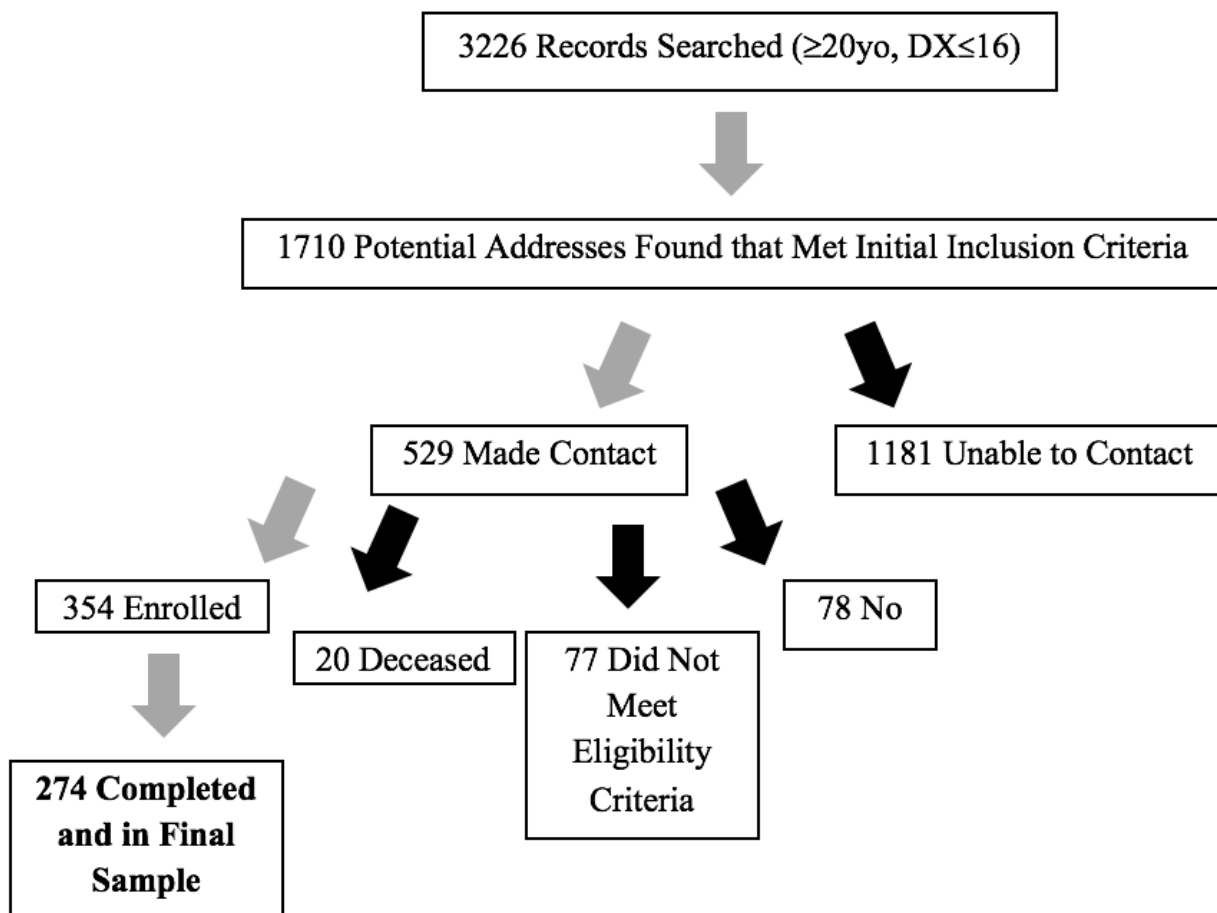 3226 Records Searched (≥20yo, DX≤16)
1710 Potential Addresses Found that Met Initial Inclusion Criteria
529 Made Contact
1181 Unable to Contact
354 Enrolled
20 Deceased
77 Did Not
Meet
Eligibility
Criteria
78 No
274 Completed
and in Final
Sample